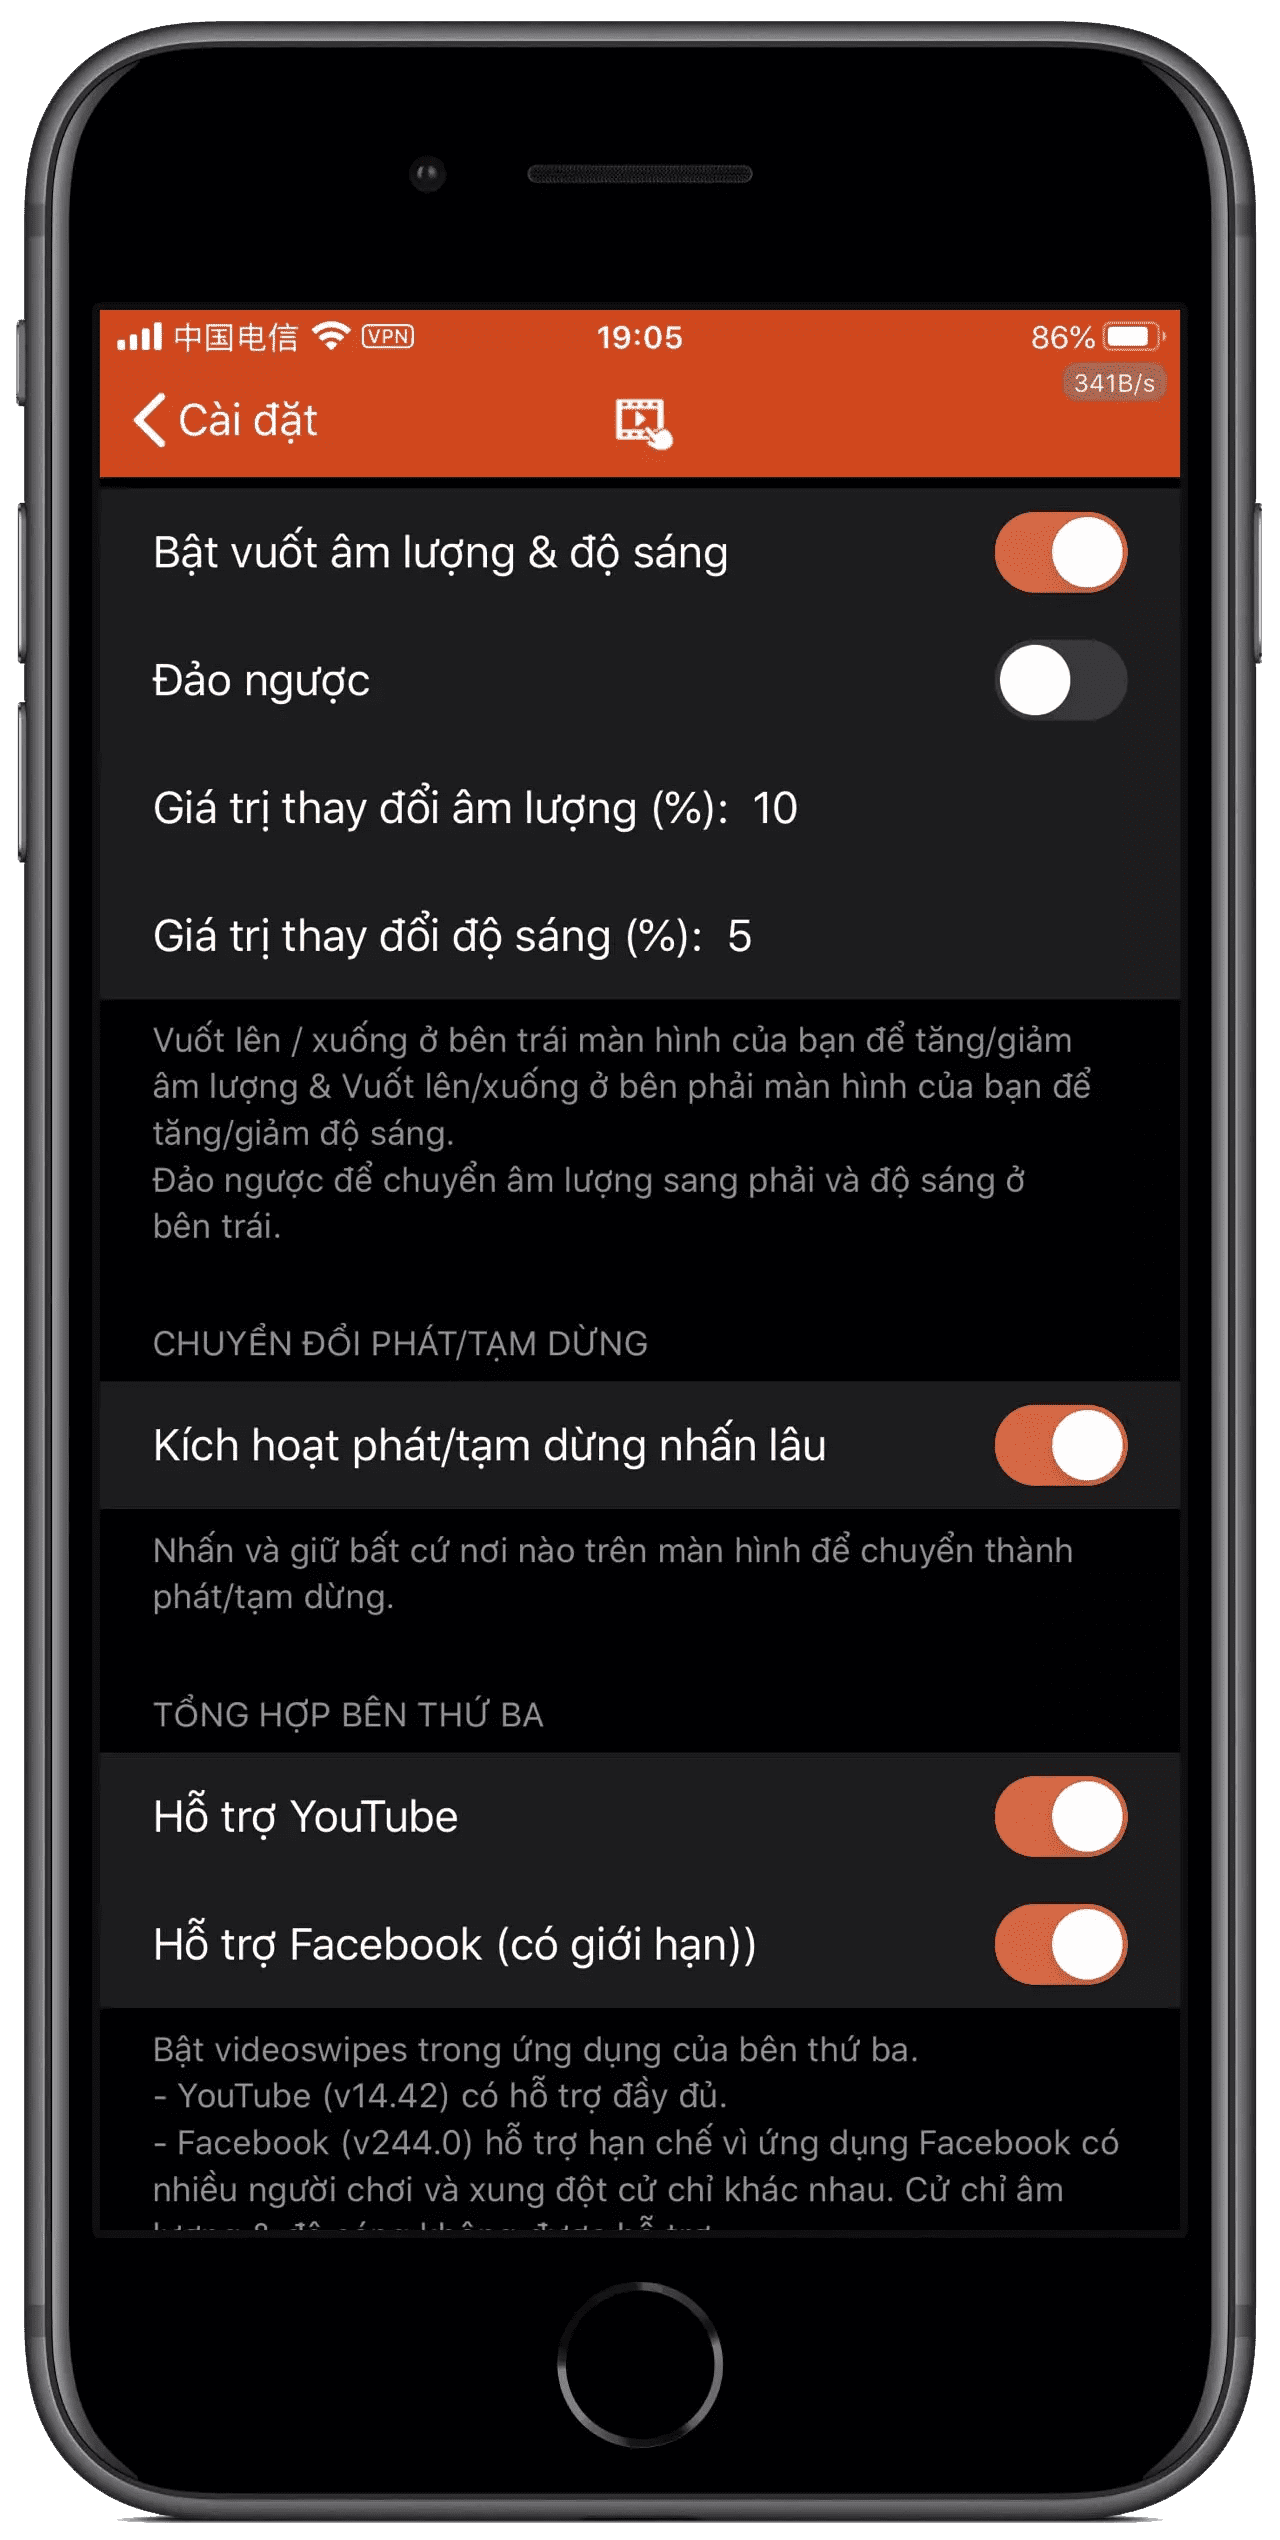 中国电信 VPN 19:05 86%
341B/s
Cài đặt
Bật vuốt âm lượng & độ sáng
Đảo ngược
Giá trị thay đổi âm lượng (%): 10
Giá trị thay đổi độ sáng (%): 5
Vuốt lên / xuống ở bên trái màn hình của bạn để tăng/giảm
âm lượng & Vuốt lên/xuống ở bên phải màn hình của bạn để
tăng/giảm độ sáng.
Đảo ngược để chuyển âm lượng sang phải và độ sáng ở
bên trái.
CHUYỂN ĐỔI PHÁT/TẠM DỪNG
Kích hoạt phát/tạm dừng nhấn lâu
Nhấn và giữ bất cứ nơi nào trên màn hình để chuyển thành
phát/tạm dừng.
TỔNG HỢP BÊN THỨ BA
Hỗ trợ YouTube
Hỗ trợ Facebook (có giới hạn))
Bật videoswipes trong ứng dụng của bên thứ ba.
- YouTube (v14.42) có hỗ trợ đầy đủ.
- Facebook (v244.0) hỗ trợ hạn chế vì ứng dụng Facebook có
nhiều người chơi và xung đột cử chỉ khác nhau. Cử chỉ âm
lượng & độ sáng không được hỗ trợ